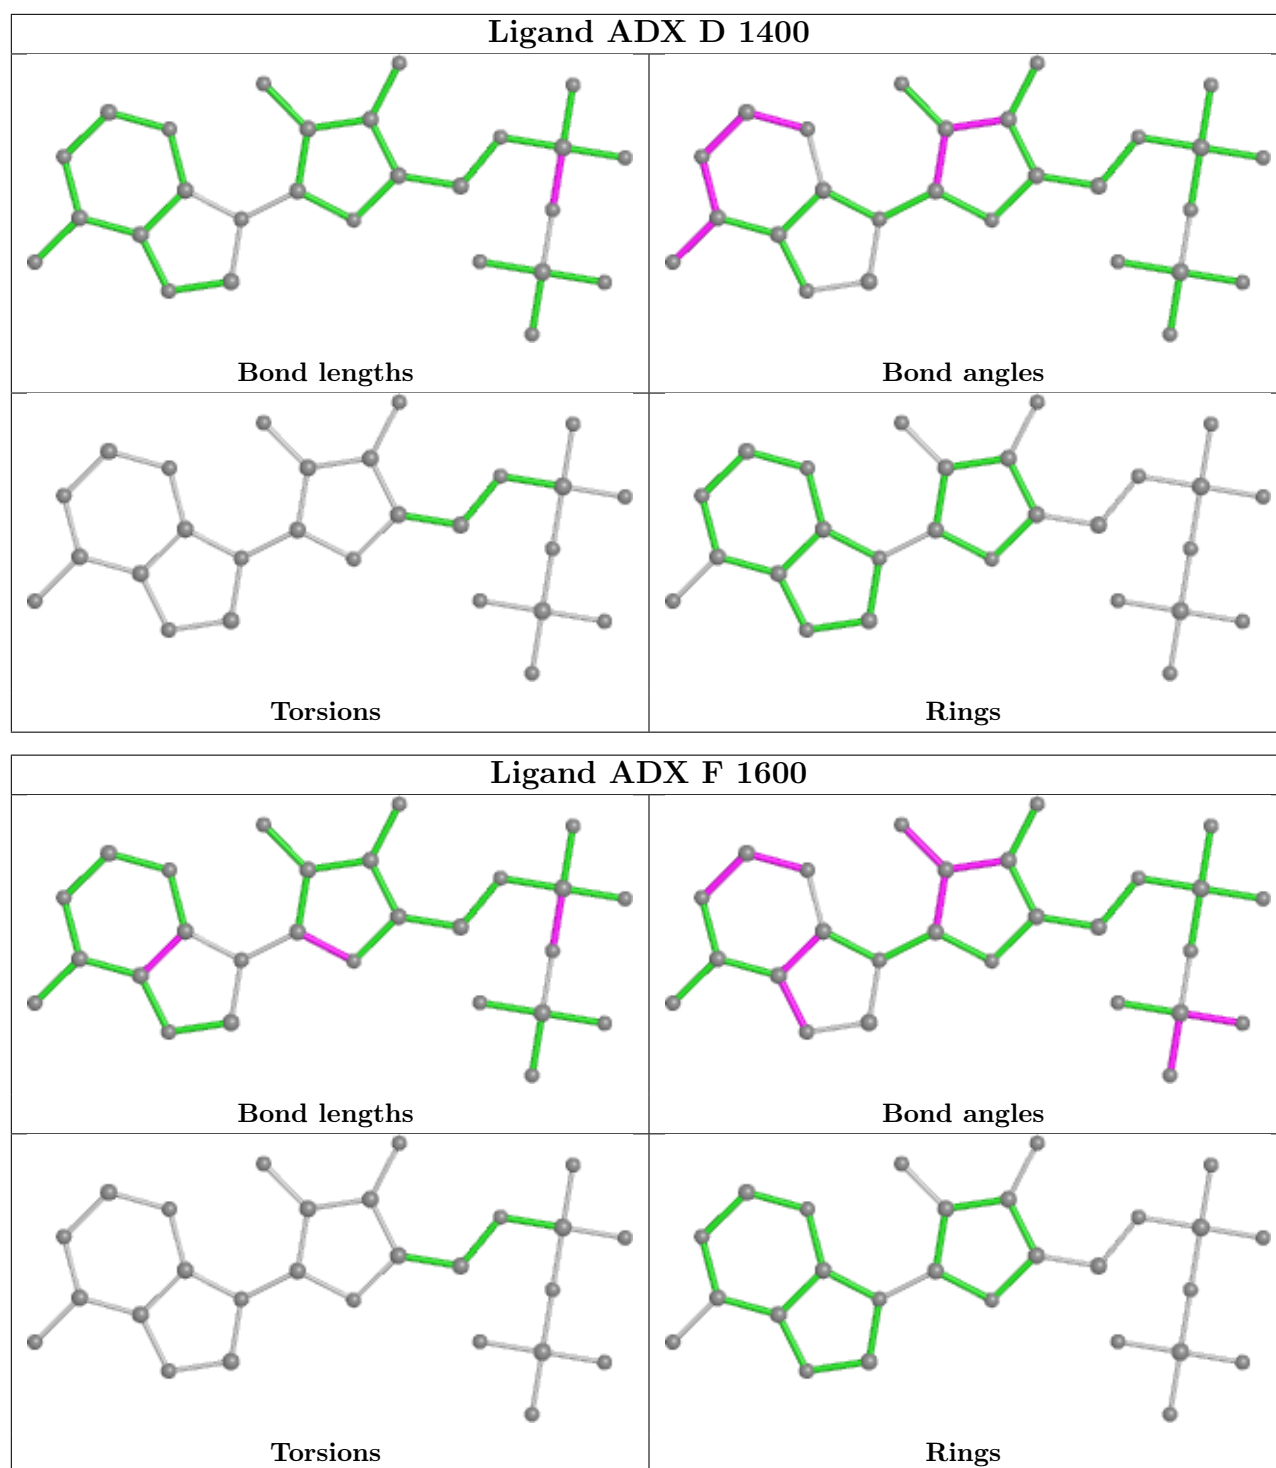 Ligand ADX D 1400
Bond lengths
Bond angles
Torsions
Rings
Ligand ADX F 1600
Bond lengths
Bond angles
Torsions
Rings